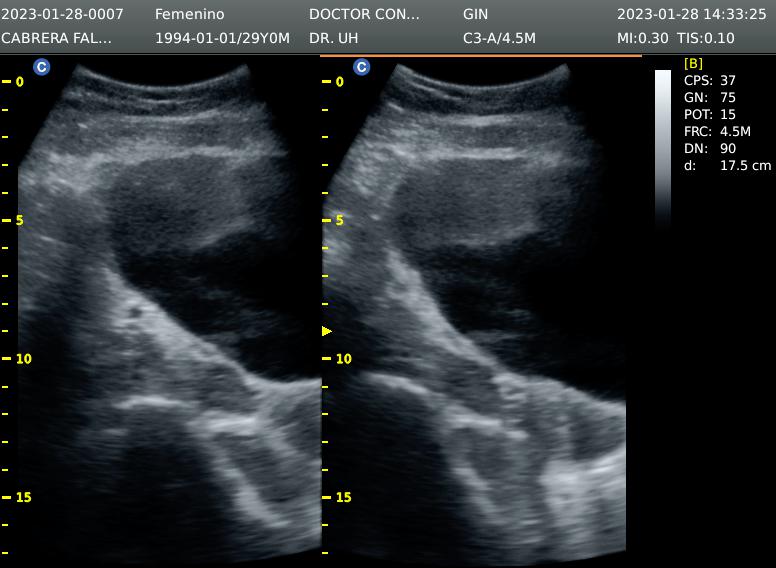 2023-01-28-0007 Femenino DOCTOR CON... GIN 2023-01-28 14:33:25
CABRERA FAL... 1994-01-01/29Y0M DR. UH C3-A/4.5M MI:0.30 TIS:0.10
C C
[B]
CPS: 37
GN: 75
POT: 15
FRC: 4.5M
DN: 90
d: 17.5 cm
0 0
5 5
10 10
15 15